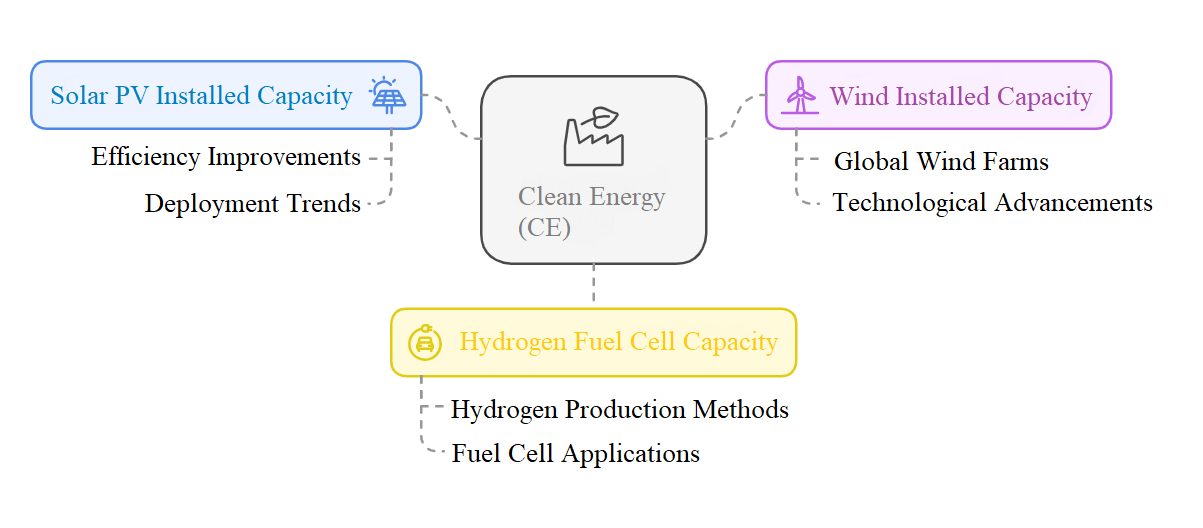 Solar PV Installed Capacity
Efficiency Improvements
Deployment Trends
Clean Energy
(CE)
Wind Installed Capacity
Global Wind Farms
Technological Advancements
Hydrogen Fuel Cell Capacity
Hydrogen Production Methods
Fuel Cell Applications